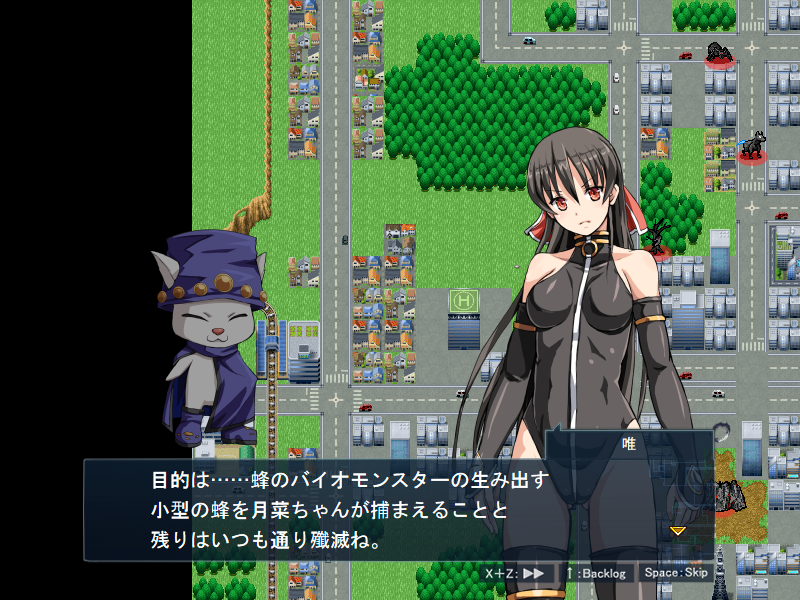 H
唯
目的は……蜂のバイオモンスターの生み出す
小型の蜂を月菜ちゃんが捕まえることと
残りはいつも通り殲滅ね。
X+Z:▶▶ ↑:Backlog Space:Skip